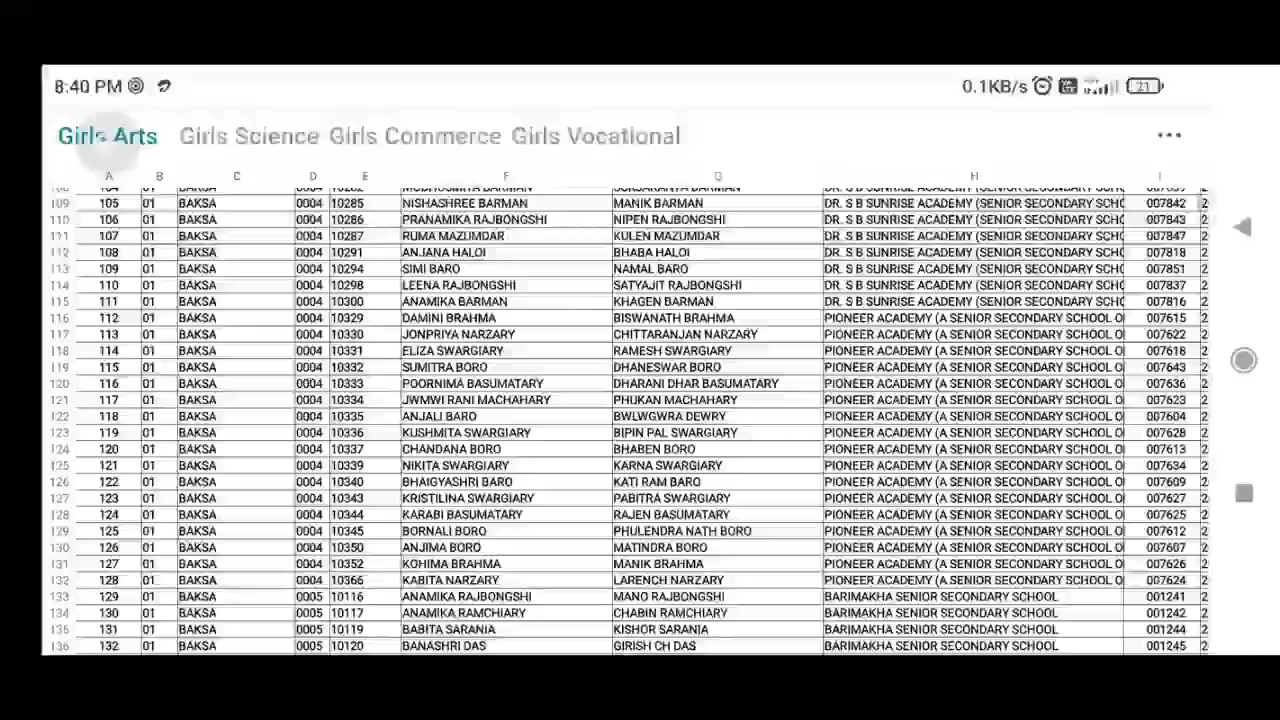 8:40 PM 0.1KB/s 21
Girls Arts Girls Science Girls Commerce Girls Vocational
A B C D E F G H I
108 104 01 BAKSA 0004 10282 MODHUSMITA BARMAN BARMAN DR. S B SUNRISE ACADEMY (SENIOR SECONDARY SCHO 007839 2
109 105 01 BAKSA 0004 10285 NISHASHREE BARMAN MANIK BARMAN DR. S B SUNRISE ACADEMY (SENIOR SECONDARY SCHO 007842 2
110 106 01 BAKSA 0004 10286 PRANAMIKA RAJBONGSHI NIPEN RAJBONGSHI DR. S B SUNRISE ACADEMY (SENIOR SECONDARY SCHO 007843 2
111 107 01 BAKSA 0004 10287 RUMA MAZUMDAR KULEN MAZUMDAR DR. S B SUNRISE ACADEMY (SENIOR SECONDARY SCHO 007847 2
112 108 01 BAKSA 0004 10291 ANJANA HALOI BHABA HALOI DR. S B SUNRISE ACADEMY (SENIOR SECONDARY SCHO 007818 2
113 109 01 BAKSA 0004 10294 SIMI BARO NAMAL BARO DR. S B SUNRISE ACADEMY (SENIOR SECONDARY SCHO 007851 2
114 110 01 BAKSA 0004 10298 LEENA RAJBONGSHI SATYAJIT RAJBONGSHI DR. S B SUNRISE ACADEMY (SENIOR SECONDARY SCHO 007837 2
115 111 01 BAKSA 0004 10300 ANAMIKA BARMAN KHAGEN BARMAN DR. S B SUNRISE ACADEMY (SENIOR SECONDARY SCHO 007816 2
116 112 01 BAKSA 0004 10329 DAMINI BRAHMA BISWANATH BRAHMA PIONEER ACADEMY (A SENIOR SECONDARY SCHOOL O 007615 2
117 113 01 BAKSA 0004 10330 JONPRIYA NARZARY CHITTARANJAN NARZARY PIONEER ACADEMY (A SENIOR SECONDARY SCHOOL O 007622 2
118 114 01 BAKSA 0004 10331 ELIZA SWARGIARY RAMESH SWARGIARY PIONEER ACADEMY (A SENIOR SECONDARY SCHOOL O 007618 2
119 115 01 BAKSA 0004 10332 SUMITRA BORO DHANESWAR BORO PIONEER ACADEMY (A SENIOR SECONDARY SCHOOL O 007643 2
120 116 01 BAKSA 0004 10333 POORNIMA BASUMATARY DHARANI DHAR BASUMATARY PIONEER ACADEMY (A SENIOR SECONDARY SCHOOL O 007636 2
121 117 01 BAKSA 0004 10334 JWMWI RANI MACHAHARY PHUKAN MACHAHARY PIONEER ACADEMY (A SENIOR SECONDARY SCHOOL O 007623 2
122 118 01 BAKSA 0004 10335 ANJALI BARO BWLWGWRA DEWRY PIONEER ACADEMY (A SENIOR SECONDARY SCHOOL O 007604 2
123 119 01 BAKSA 0004 10336 KUSHMITA SWARGIARY BIPIN PAL SWARGIARY PIONEER ACADEMY (A SENIOR SECONDARY SCHOOL O 007628 2
124 120 01 BAKSA 0004 10337 CHANDANA BORO BHABEN BORO PIONEER ACADEMY (A SENIOR SECONDARY SCHOOL O 007613 2
125 121 01 BAKSA 0004 10339 NIKITA SWARGIARY KARNA SWARGIARY PIONEER ACADEMY (A SENIOR SECONDARY SCHOOL O 007634 2
126 122 01 BAKSA 0004 10340 BHAIGYASHRI BARO KATI RAM BARO PIONEER ACADEMY (A SENIOR SECONDARY SCHOOL O 007609 2
127 123 01 BAKSA 0004 10343 KRISTILINA SWARGIARY PABITRA SWARGIARY PIONEER ACADEMY (A SENIOR SECONDARY SCHOOL O 007627 2
128 124 01 BAKSA 0004 10344 KARABI BASUMATARY RAJEN BASUMATARY PIONEER ACADEMY (A SENIOR SECONDARY SCHOOL O 007625 2
129 125 01 BAKSA 0004 10345 BORNALI BORO PHULENDRA NATH BORO PIONEER ACADEMY (A SENIOR SECONDARY SCHOOL O 007612 2
130 126 01 BAKSA 0004 10350 ANJIMA BORO MATINDRA BORO PIONEER ACADEMY (A SENIOR SECONDARY SCHOOL O 007607 2
131 127 01 BAKSA 0004 10352 KOHIMA BRAHMA MANIK BRAHMA PIONEER ACADEMY (A SENIOR SECONDARY SCHOOL O 007626 2
132 128 01 BAKSA 0004 10366 KABITA NARZARY LARENCH NARZARY PIONEER ACADEMY (A SENIOR SECONDARY SCHOOL O 007624 2
133 129 01 BAKSA 0005 10116 ANAMIKA RAJBONGSHI MANO RAJBONGSHI BARIMAKHA SENIOR SECONDARY SCHOOL 001241 2
134 130 01 BAKSA 0005 10117 ANAMIKA RAMCHIARY CHABIN RAMCHIARY BARIMAKHA SENIOR SECONDARY SCHOOL 001242 2
135 131 01 BAKSA 0005 10119 BABITA SARANIA KISHOR SARANIA BARIMAKHA SENIOR SECONDARY SCHOOL 001244 2
136 132 01 BAKSA 0005 10120 BANASHRI DAS GIRISH CH DAS BARIMAKHA SENIOR SECONDARY SCHOOL 001245 2